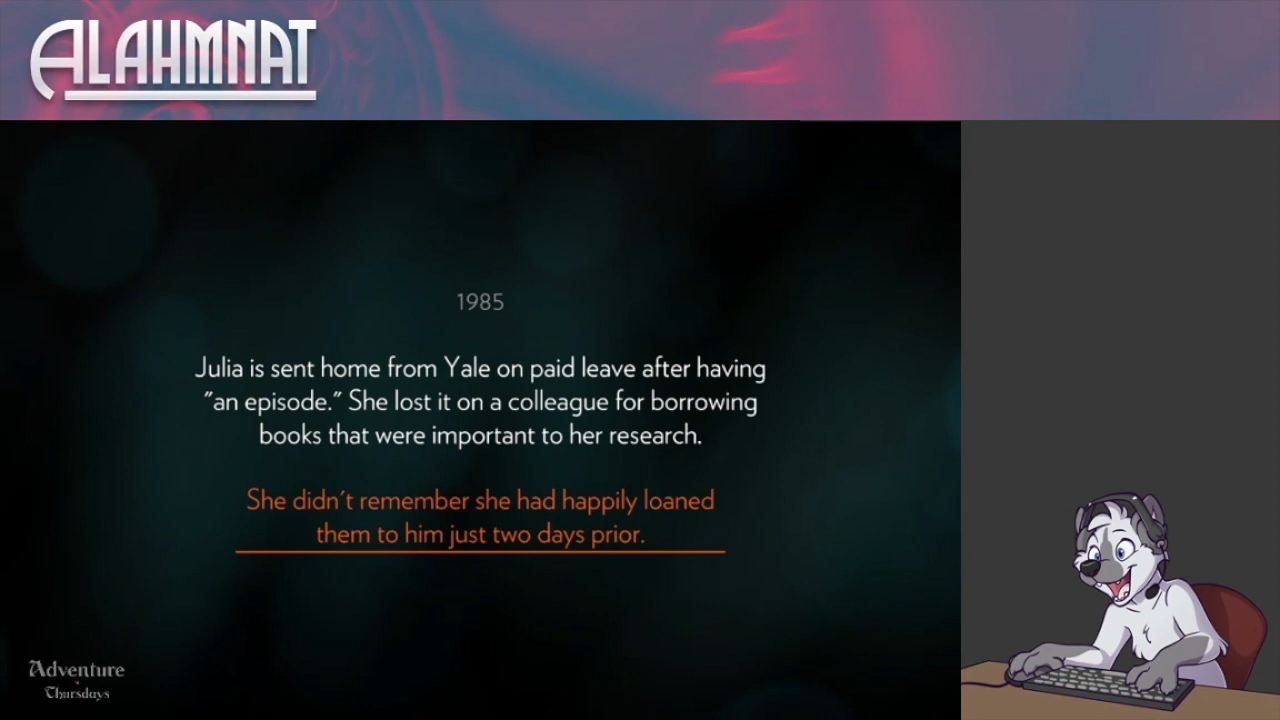 ALAHMNAT
1985
Julia is sent home from Yale on paid leave after having
"an episode." She lost it on a colleague for borrowing
books that were important to her research.
She didn't remember she had happily loaned
them to him just two days prior.
Adventure
Thursdays